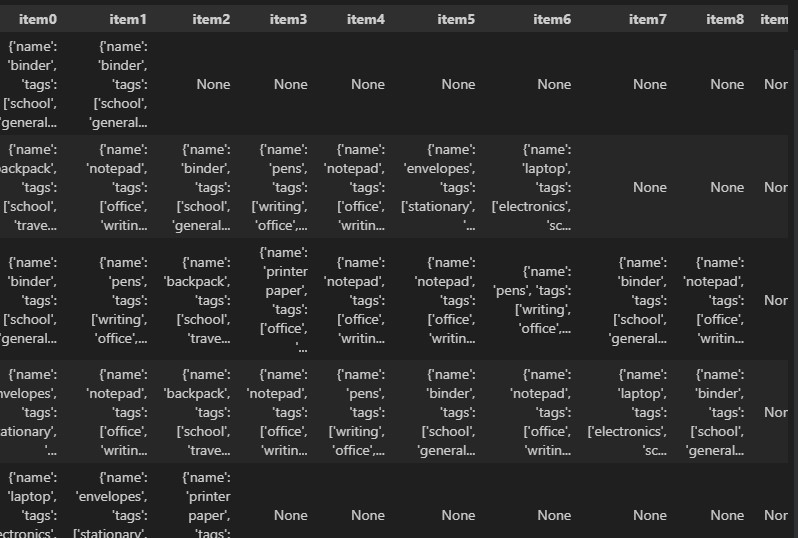 item0 item1 item2 item3 item4 item5 item6 item7 item8 item
{'name':
'binder',
'tags':
['school',
'general...
{'name':
'binder',
'tags':
['school',
'general...
None
None
None
None
None
None
None
{'name':
ackpack',
'tags':
['school',
'trave...
{'name':
'notepad',
'tags':
['office',
'writin...
{'name':
'binder',
'tags':
['school',
'general...
{'name':
'pens',
'tags':
['writing',
'office',...
{'name':
'notepad',
'tags':
['office',
'writin...
{'name':
'envelopes',
'tags':
['stationary',
'...
{'name':
'laptop',
'tags':
['electronics',
'sc...
None
None
{'name':
'binder',
'tags':
['school',
'general...
{'name':
'pens',
'tags':
['writing',
'office',...
{'name':
'backpack',
'tags':
['school',
'trave...
{'name':
'printer
paper',
'tags':
['office',
'...
{'name':
'notepad',
'tags':
['office',
'writin...
{'name':
'notepad',
'tags':
['office',
'writin...
{'name':
'pens', 'tags':
['writing',
'office',...
{'name':
'binder',
'tags':
['school',
'general...
{'name':
'notepad',
'tags':
['office',
'writin...
{'name':
nvelopes',
'tags':
ationary',
'...
{'name':
'notepad',
'tags':
['office',
'writin...
{'name':
'backpack',
'tags':
['school',
'trave...
{'name':
'notepad',
'tags':
['office',
'writin...
{'name':
'pens',
'tags':
['writing',
'office',...
{'name':
'binder',
'tags':
['school',
'general...
{'name':
'notepad',
'tags':
['office',
'writin...
{'name':
'laptop',
'tags':
['electronics',
'sc...
{'name':
'binder',
'tags':
['school',
'general...
{'name':
'laptop',
'tags':
ectronics',
{'name':
'envelopes',
'tags':
['stationary',
{'name':
'printer
paper',
'tags':
None
None
None
None
None
None